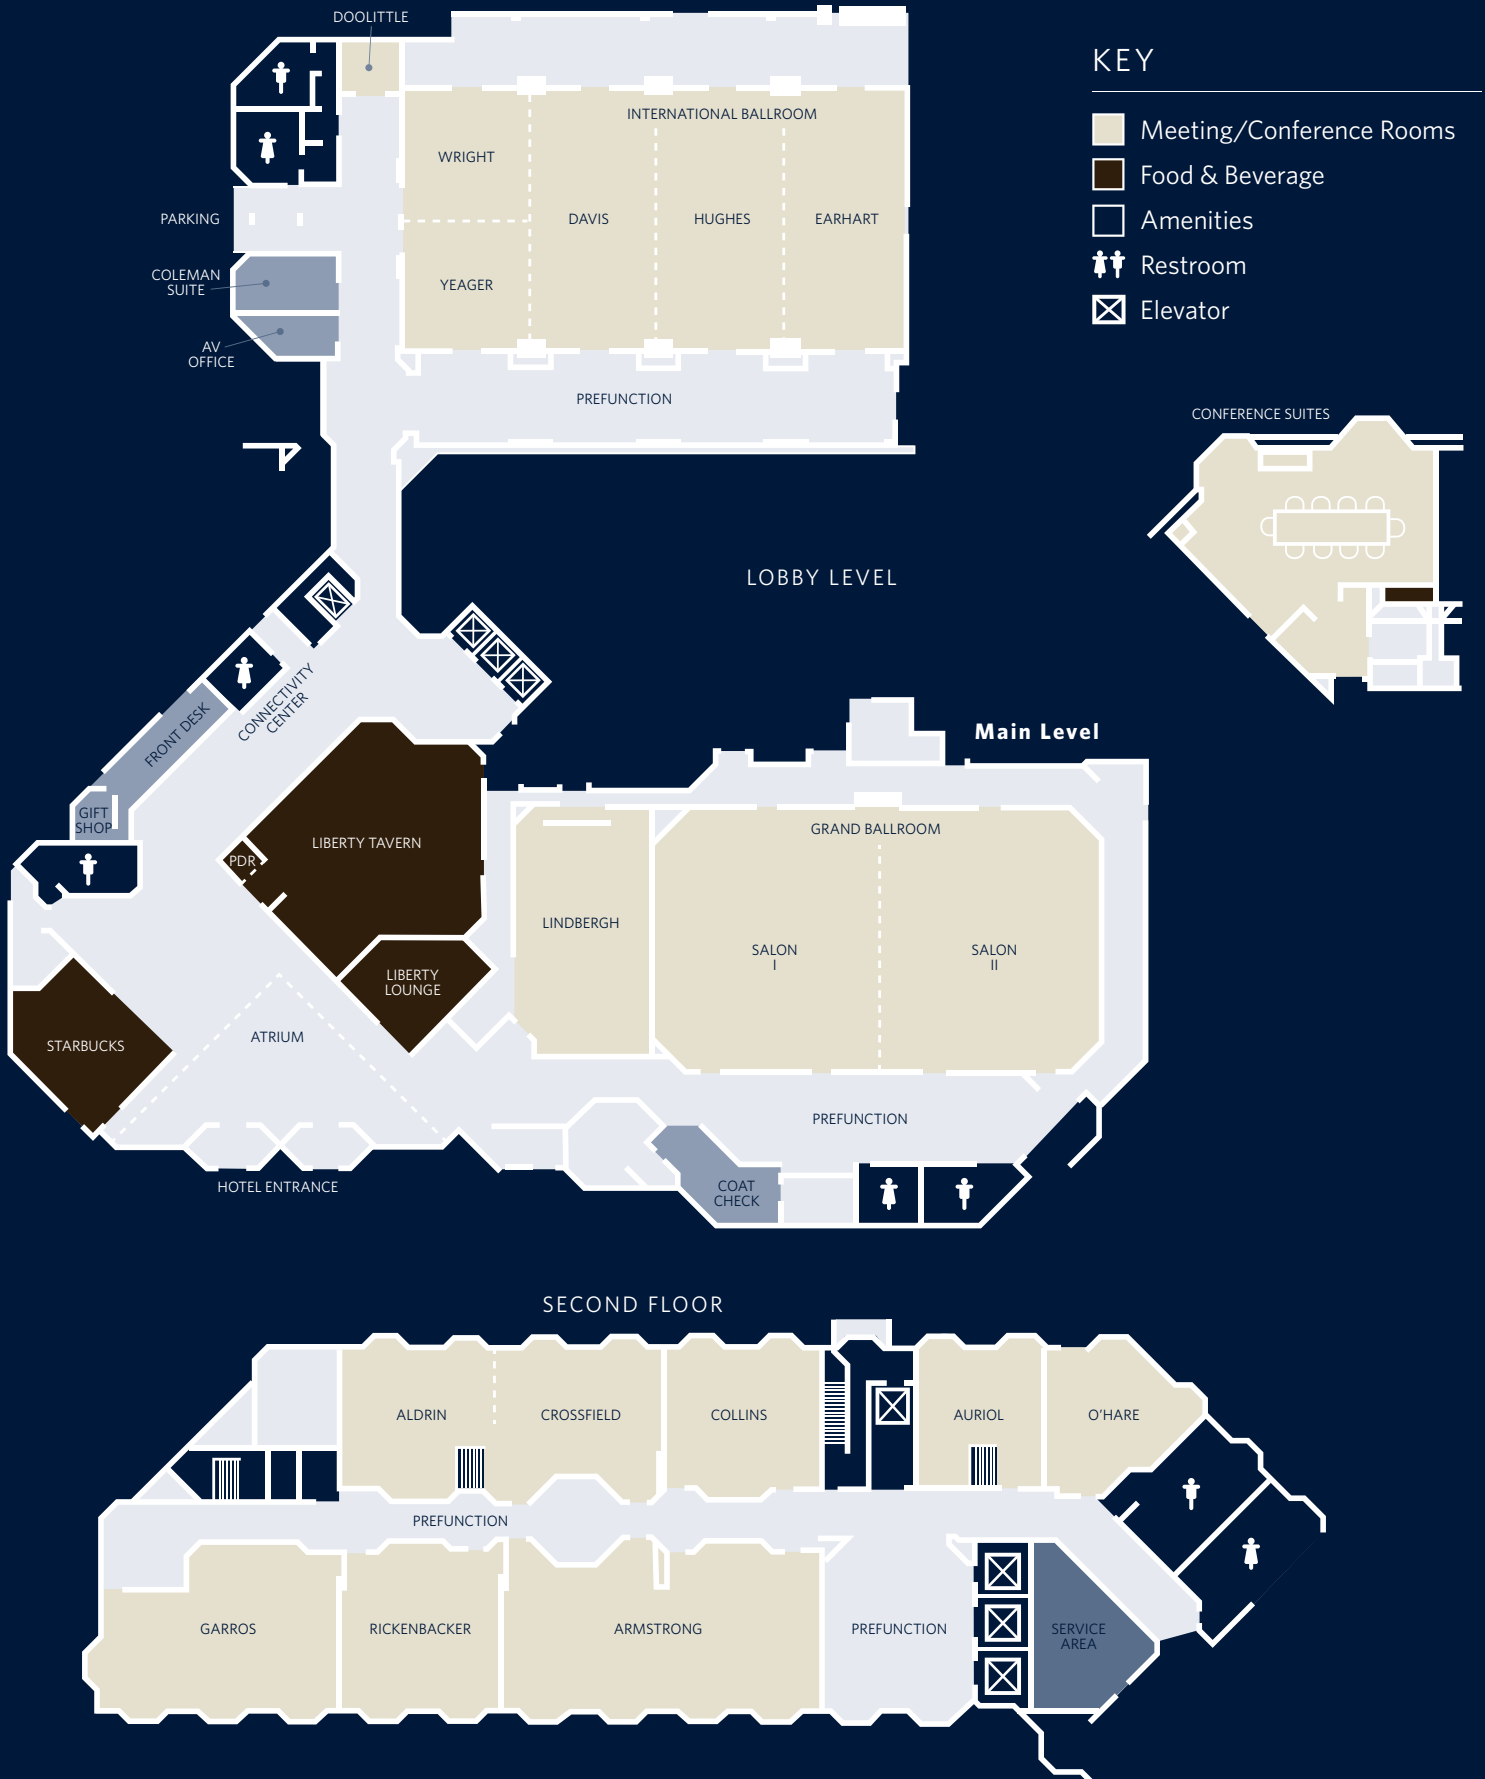 DOOLITTLE
KEY
Meeting/Conference Rooms
Food & Beverage
Amenities
Restroom
Elevator
INTERNATIONAL BALLROOM
WRIGHT
DAVIS
HUGHES
EARHART
YEAGER
PARKING
COLEMAN
SUITE
AV
OFFICE
PREFUNCTION
CONFERENCE SUITES
LOBBY LEVEL
CONNECTIVITY
CENTER
FRONT DESK
GIFT
SHOP
Main Level
LIBERTY TAVERN
PDR
GRAND BALLROOM
LINDBERGH
SALON
I
SALON
II
LIBERTY
LOUNGE
STARBUCKS
ATRIUM
PREFUNCTION
COAT
CHECK
HOTEL ENTRANCE
SECOND FLOOR
ALDRIN
CROSSFIELD
COLLINS
AURIOL
O'HARE
PREFUNCTION
GARROS
RICKENBACKER
ARMSTRONG
PREFUNCTION
SERVICE
AREA